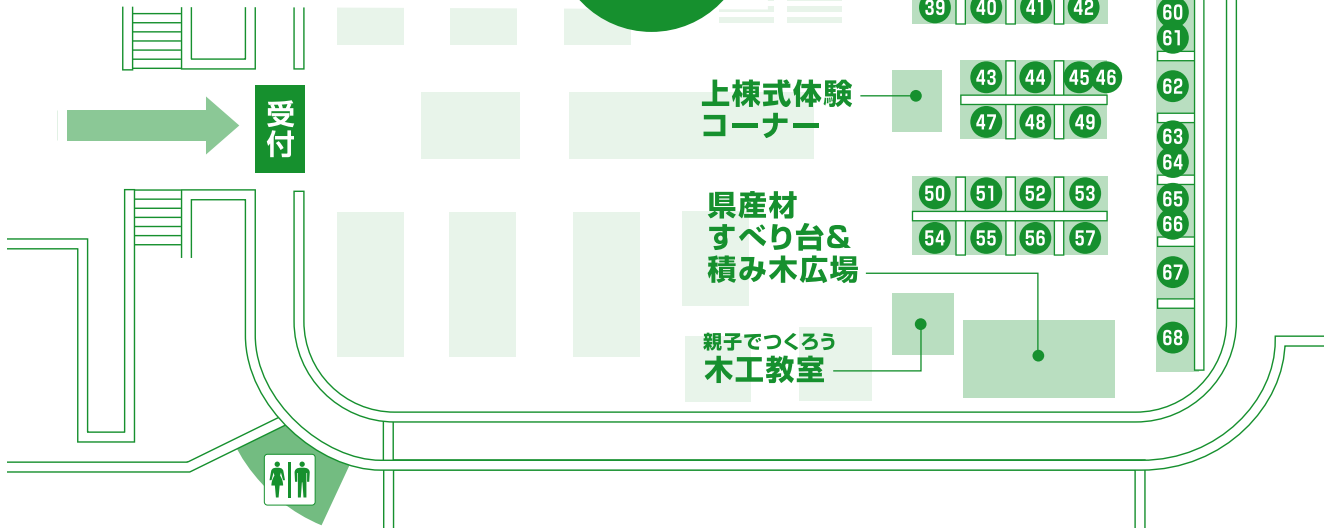 39 40 41 42
60
61
43 44 45 46
上棟式体験
コーナー
62
受付
47 48 49
63
64
50 51 52 53
65
県産材
すべり台&
積み木広場
66
54 55 56 57
67
親子でつくろう
木工教室
68